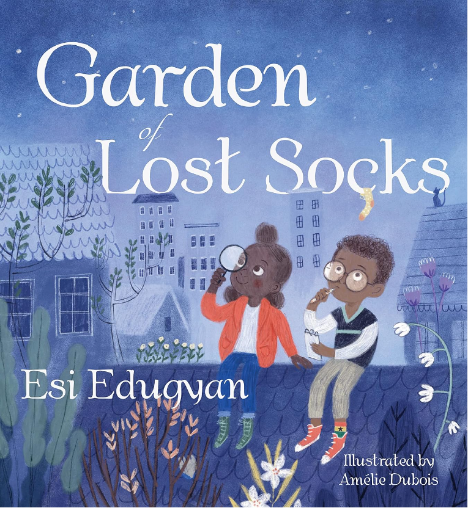 Garden
of
Lost Socks
Esi Edugyan
Illustrated by
Amélie Dubois